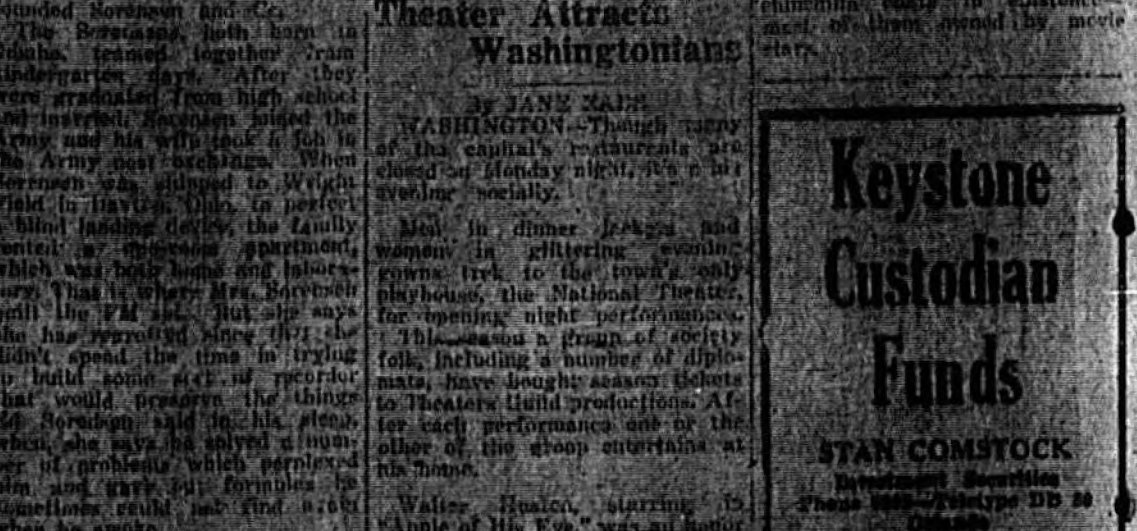 founded Sorensen and Co.
The Sorensens, both born in
Idaho, teamed together from
kindergarten days. After they
were graduated from high school
and married, Sorensen joined the
Army and his wife took a job in
the Army post exchange. When
Sorensen was shipped to Wright
Field in Dayton, Ohio, to perfect
a blind landing device, the family
rented a one-room apartment,
which was both home and labora-
tory. That is where Mrs. Sorensen
built the FM set. But she says
she has regretted since that she
didn't spend the time in trying
to build some sort of recorder
that would preserve the things
Sorensen said in his sleep.
she says he solved a num-
ber of problems which perplexed
him and gave out formulas he
sometimes could not find
when he awoke.
Theater Attracts
Washingtonians
By JANE
WASHINGTON—Though many
of the capital's restaurants are
closed on Monday night, it's a big
evening socially.
Men in dinner jackets and
women in glittering evening
gowns trek to the town's only
playhouse, the National Theater,
for opening night performances.
This season a group of society
folk, including a number of diplo-
mats, have bought season tickets
to Theaters Guild productions. Af-
ter each performance one or the
other of the group entertains at
his home.
Walter Huston, starring in
"Apple of His Eye," was an honor
chinchilla coats in existence
most of them owned by movie
stars.
Keystone
Custodian
Funds
STAN COMSTOCK
Investment Securities
Phone Teletype